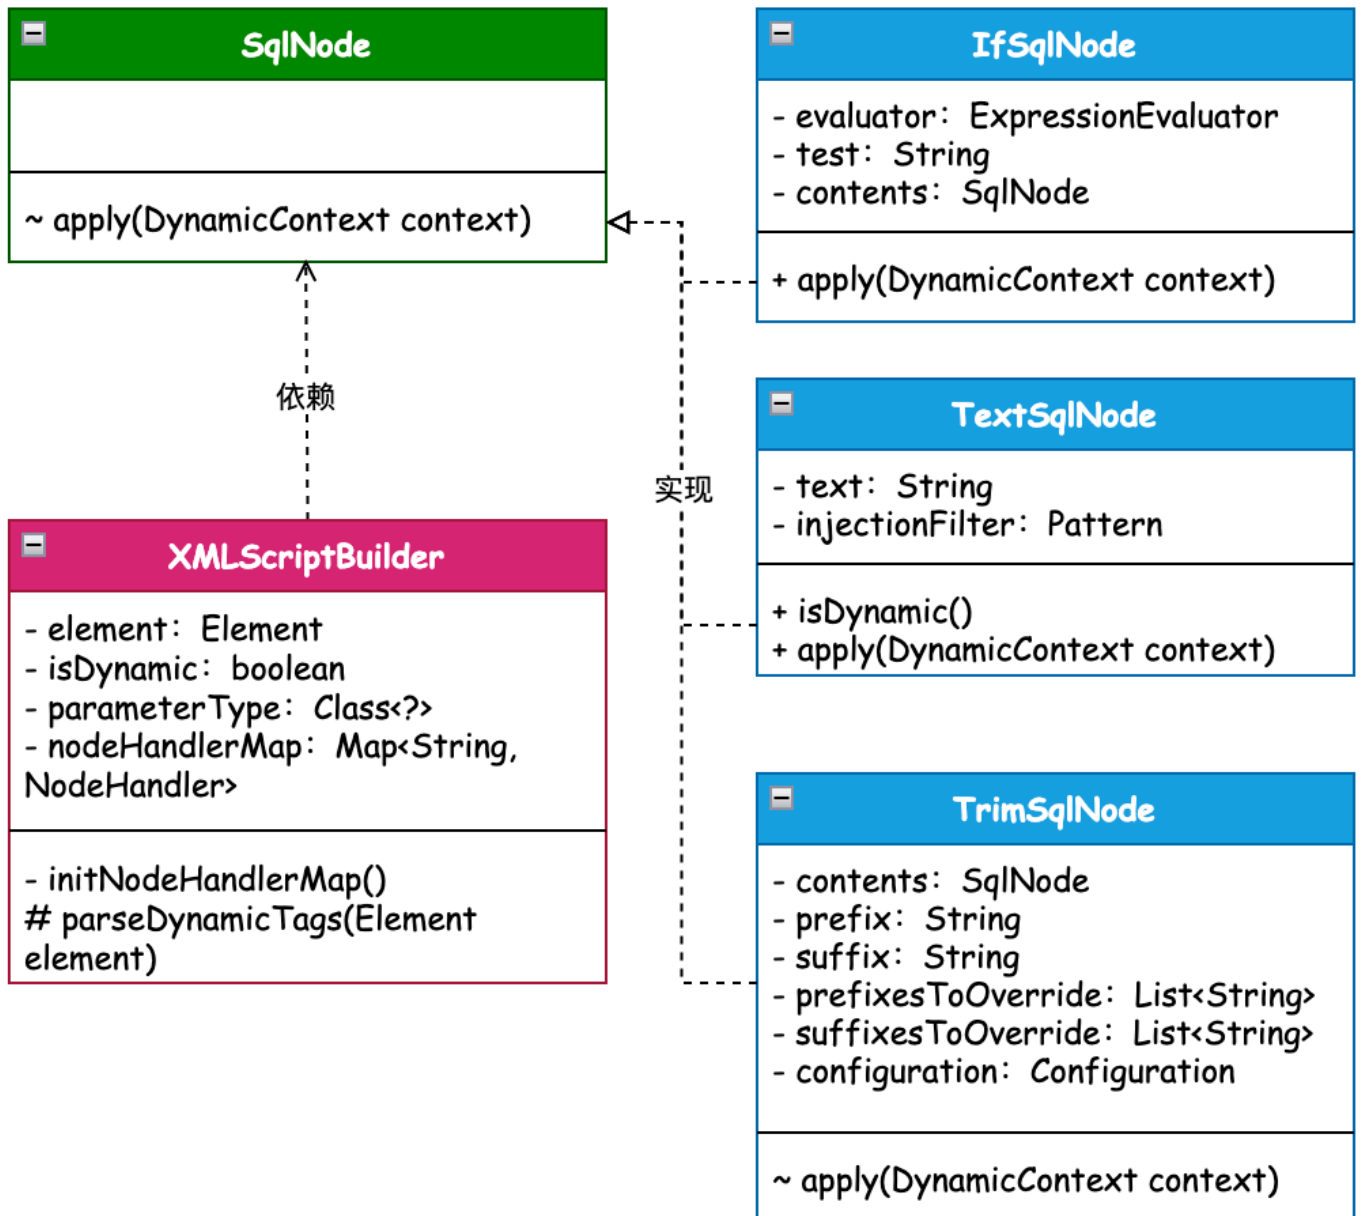 SqlNode
~ apply(DynamicContext context)
依赖
XMLScriptBuilder
- element: Element
- isDynamic: boolean
- parameterType: Class<?>
- nodeHandlerMap: Map<String,
NodeHandler>
- initNodeHandlerMap()
# parseDynamicTags(Element
element)
实现
IfSqlNode
- evaluator: ExpressionEvaluator
- test: String
- contents: SqlNode
+ apply(DynamicContext context)
TextSqlNode
- text: String
- injectionFilter: Pattern
+ isDynamic()
+ apply(DynamicContext context)
TrimSqlNode
- contents: SqlNode
- prefix: String
- suffix: String
- prefixesToOverride: List<String>
- suffixesToOverride: List<String>
- configuration: Configuration
~ apply(DynamicContext context)